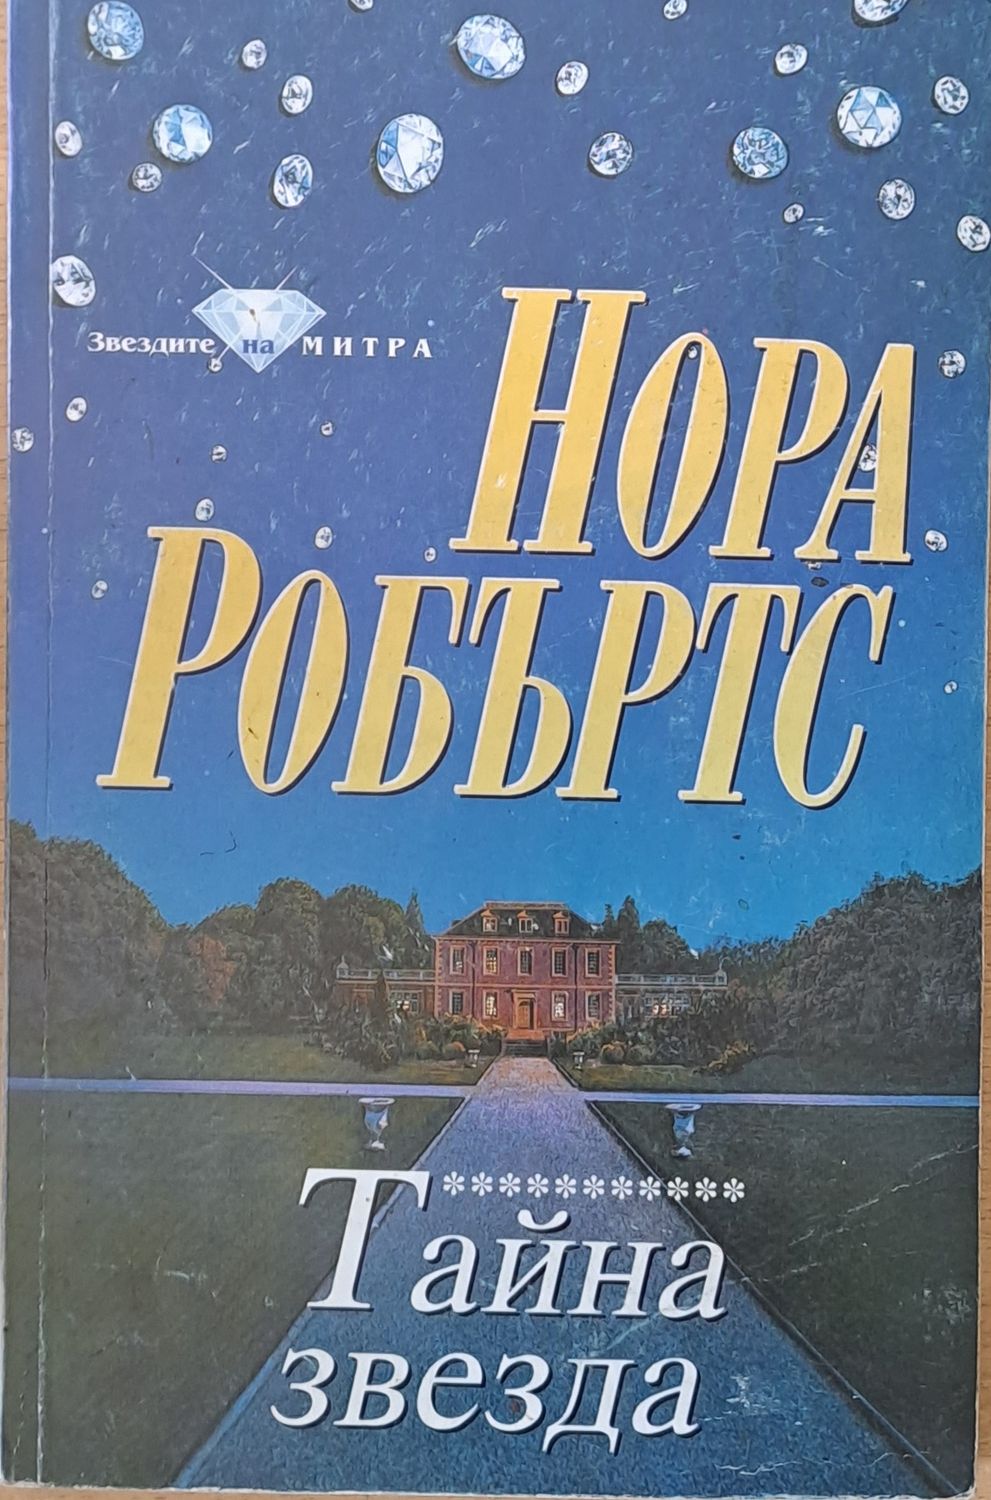 Звездите на МИТРА
НОРА
РОБЪРТС
***********
Тайна
звезда